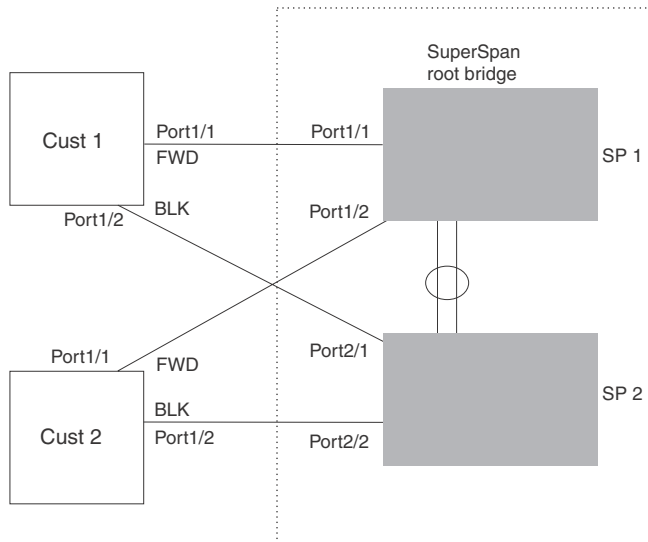 SuperSpan
root bridge
Cust 1
Port1/1
FWD
Port1/1
SP 1
BLK
Port1/2
Port1/2
Port1/1
FWD
Port2/1
SP 2
Cust 2
BLK
Port1/2
Port2/2